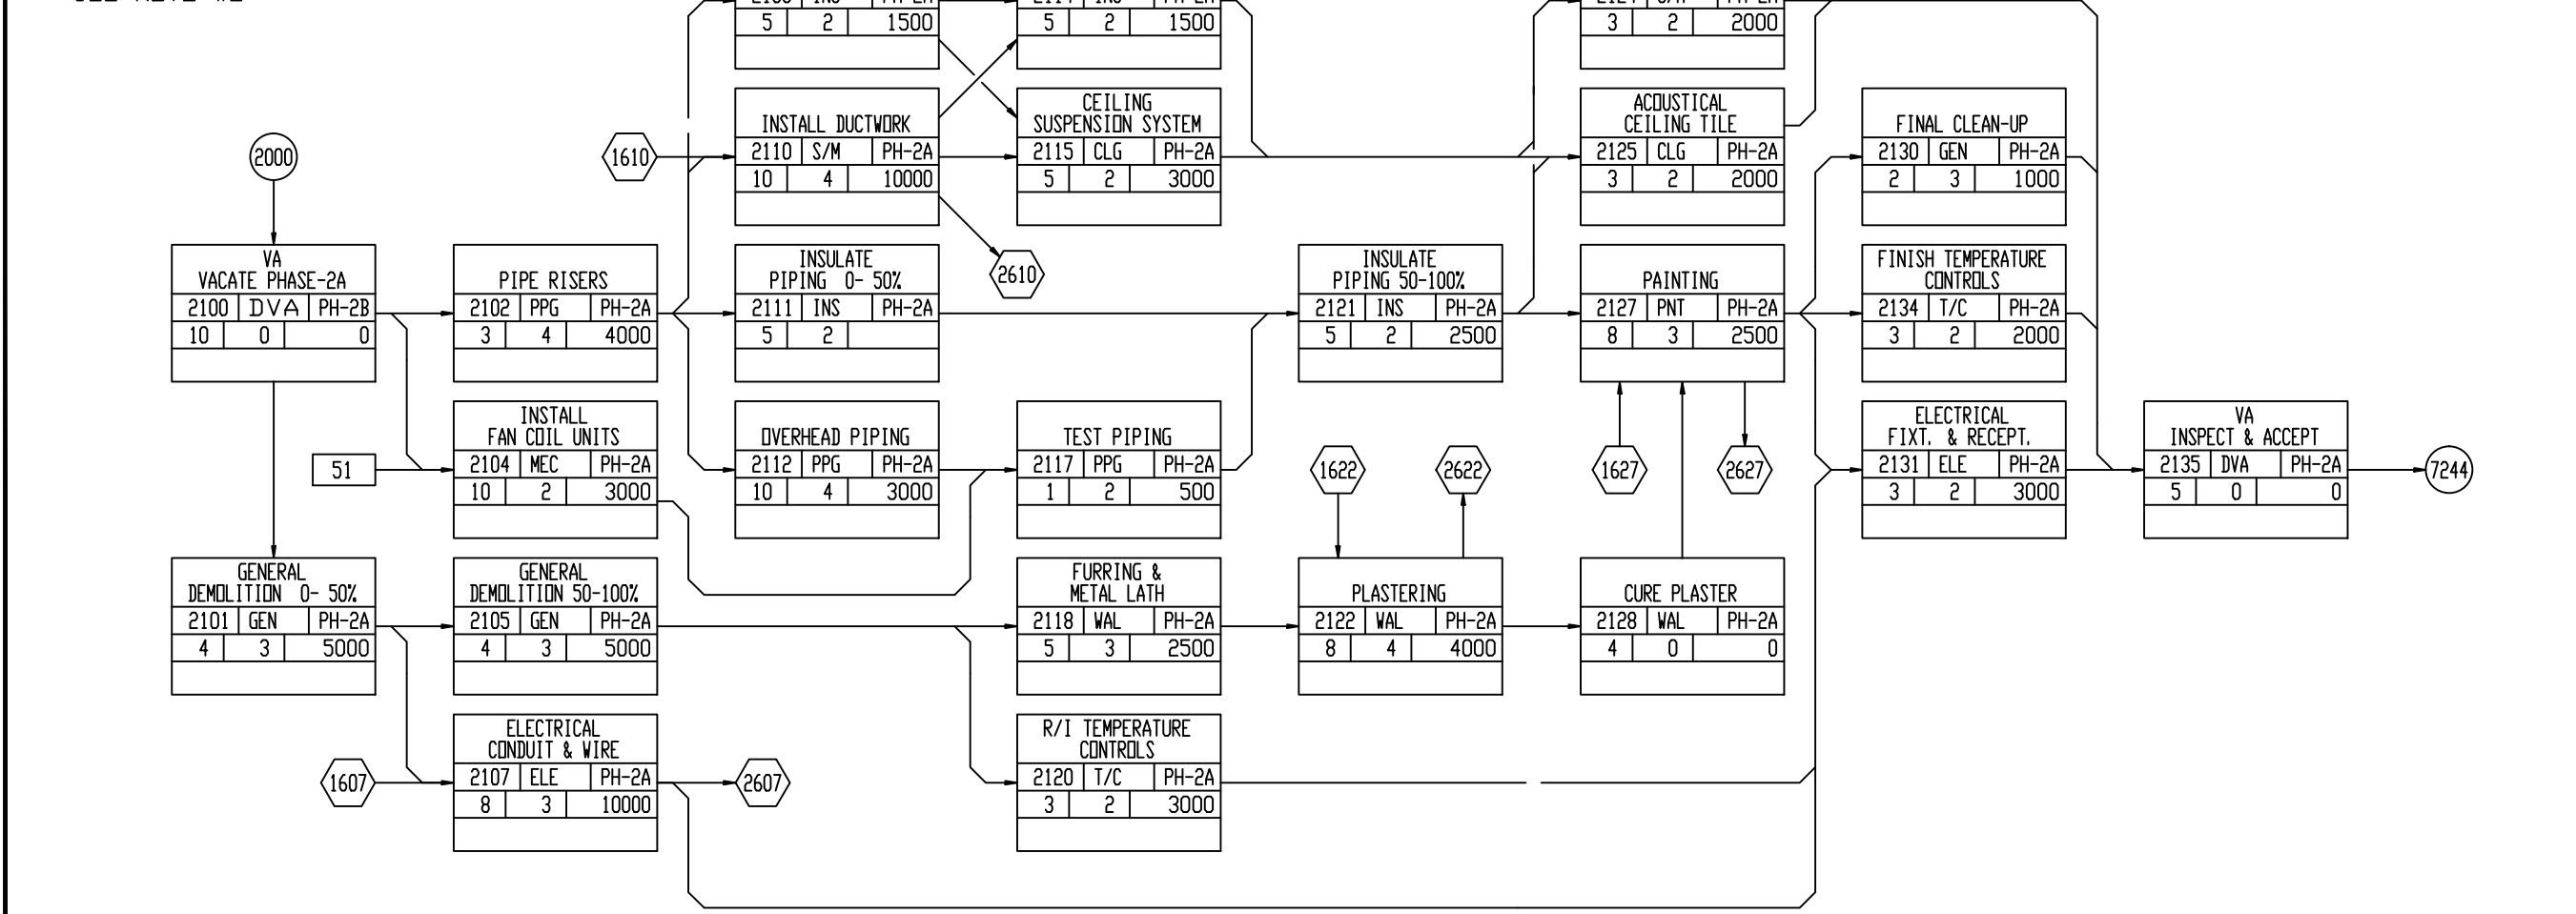 5 2 1500
5 2 1500
3 2 2000
INSTALL DUCTWORK
2110 S/M PH-2A
10 4 10000
CEILING
SUSPENSION SYSTEM
2115 CLG PH-2A
5 2 3000
ACOUSTICAL
CEILING TILE
2125 CLG PH-2A
3 2 2000
FINAL CLEAN-UP
2130 GEN PH-2A
2 3 1000
2000
1610
2610
VA
VACATE PHASE-2A
2100 DVA PH-2B
10 0 0
PIPE RISERS
2102 PPG PH-2A
3 4 4000
INSULATE
PIPING 0- 50%
2111 INS PH-2A
5 2
INSULATE
PIPING 50-100%
2121 INS PH-2A
5 2 2500
PAINTING
2127 PNT PH-2A
8 3 2500
FINISH TEMPERATURE
CONTROLS
2134 T/C PH-2A
3 2 2000
51
INSTALL
FAN COIL UNITS
2104 MEC PH-2A
10 2 3000
OVERHEAD PIPING
2112 PPG PH-2A
10 4 3000
TEST PIPING
2117 PPG PH-2A
1 2 500
1622
2622
1627
2627
ELECTRICAL
FIXT. & RECEPT.
2131 ELE PH-2A
3 2 3000
VA
INSPECT & ACCEPT
2135 DVA PH-2A
5 0 0
7244
GENERAL
DEMOLITION 0- 50%
2101 GEN PH-2A
4 3 5000
GENERAL
DEMOLITION 50-100%
2105 GEN PH-2A
4 3 5000
FURRING &
METAL LATH
2118 WAL PH-2A
5 3 2500
PLASTERING
2122 WAL PH-2A
8 4 4000
CURE PLASTER
2128 WAL PH-2A
4 0 0
1607
ELECTRICAL
CONDUIT & WIRE
2107 ELE PH-2A
8 3 10000
2607
R/I TEMPERATURE
CONTROLS
2120 T/C PH-2A
3 2 3000